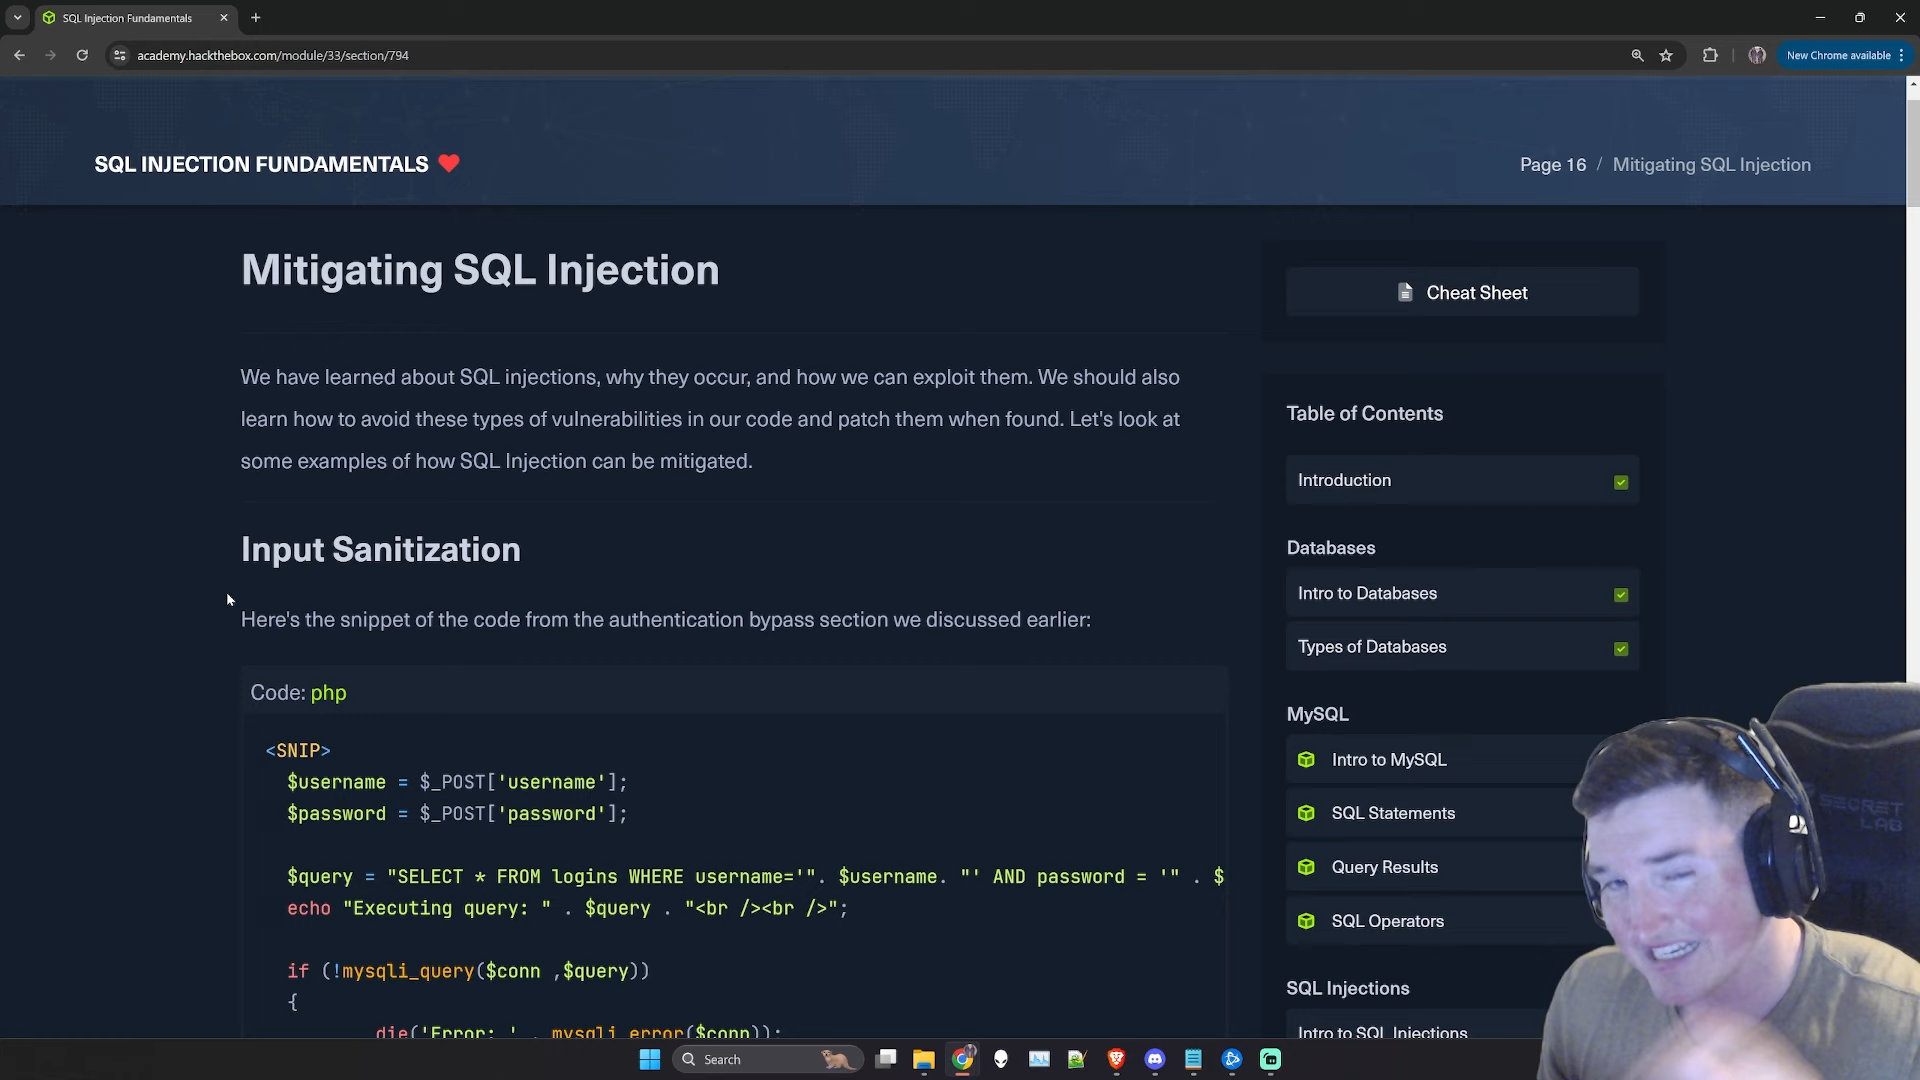 SQL Injection Fundamentals
academy.hackthebox.com/module/33/section/794
New Chrome available
SQL INJECTION FUNDAMENTALS
Page 16 / Mitigating SQL Injection
Mitigating SQL Injection
We have learned about SQL injections, why they occur, and how we can exploit them. We should also
learn how to avoid these types of vulnerabilities in our code and patch them when found. Let's look at
some examples of how SQL Injection can be mitigated.
Input Sanitization
Here's the snippet of the code from the authentication bypass section we discussed earlier:
Code: php
<SNIP>
$username = $_POST['username'];
$password = $_POST['password'];
$query = "SELECT * FROM logins WHERE username='". $username. "' AND password = '" . $
echo "Executing query: " . $query . "<br /><br />";
if (!mysqli_query($conn ,$query))
{
die('Error: ' . mysqli_error($conn));
Cheat Sheet
Table of Contents
Introduction
Databases
Intro to Databases
Types of Databases
MySQL
Intro to MySQL
SQL Statements
Query Results
SQL Operators
SQL Injections
Intro to SQL Injections
SECRET
LAB
Search